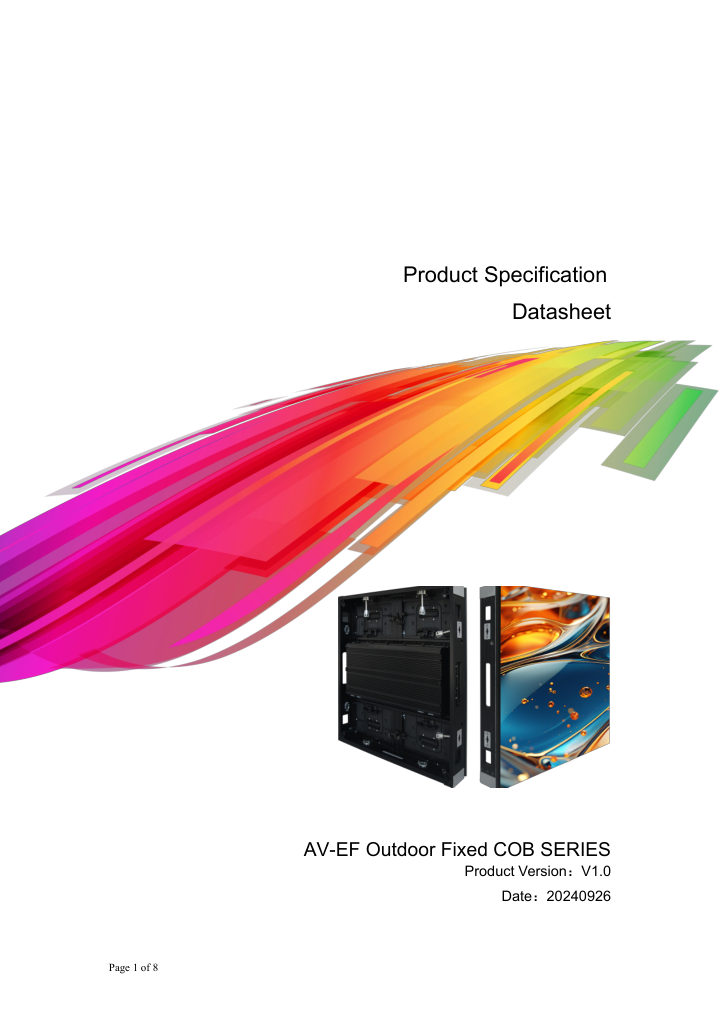 Product Specification
Datasheet
AV-EF Outdoor Fixed COB SERIES
Product Version：V1.0
Date：20240926
Page 1 of 8